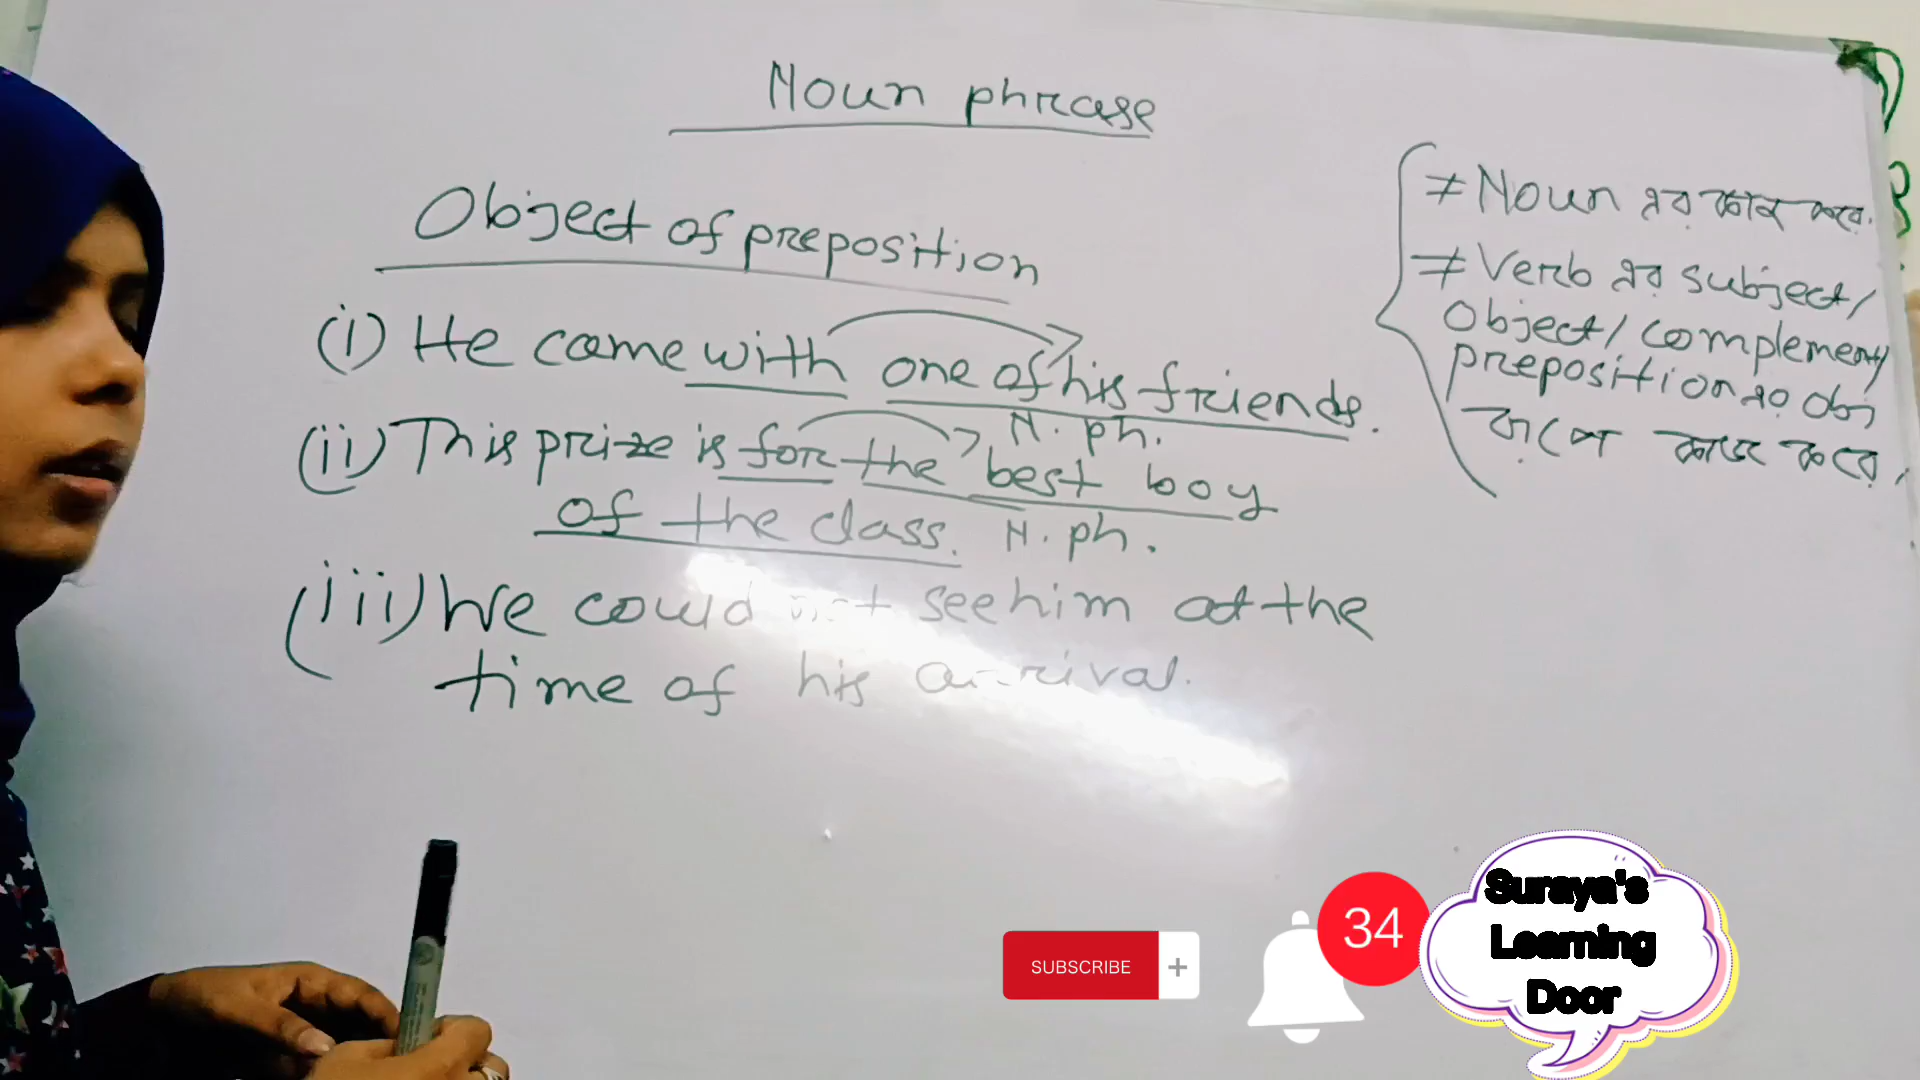 Noun phrase
Object of preposition
(i) He came with one of his friends.
N. ph.
(ii) This prize is for the best boy
of the class. N. ph.
(iii) We could not see him at the
time of his arrival.
≠ Noun এর কাজ করে.
≠ Verb এর subject/
object/complement/
preposition এর obj
রূপে কাজ করে.
SUBSCRIBE +
34
Suraya's
Learning
Door